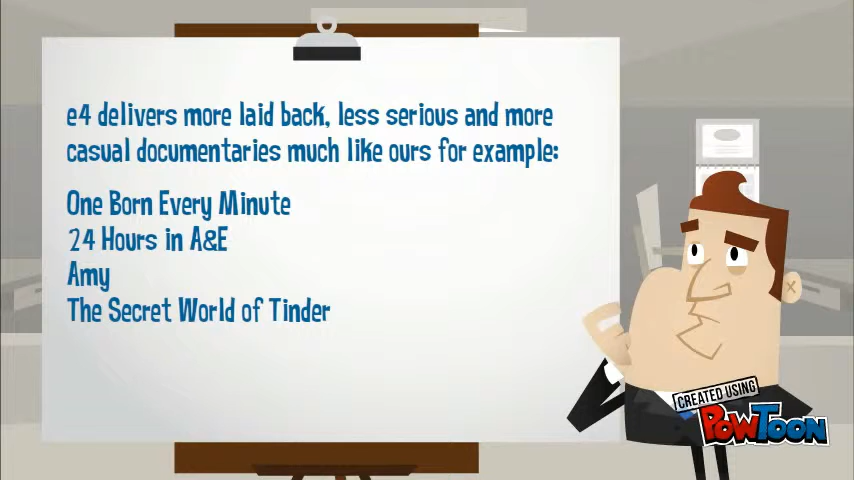 e4 delivers more laid back, less serious and more
casual documentaries much like ours for example:
One Born Every Minute
24 Hours in A&E
Amy
The Secret World of Tinder
CREATED USING
POWTOON